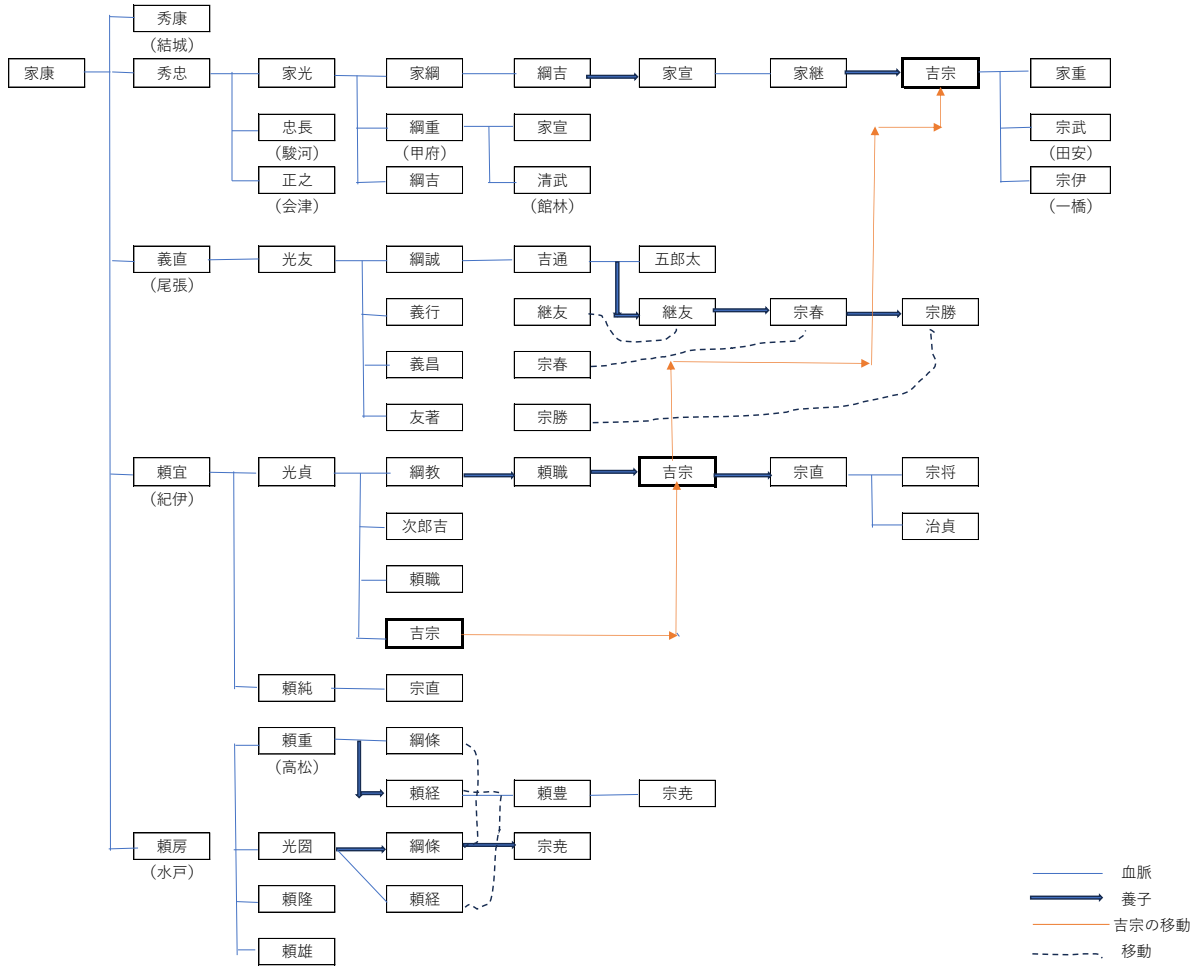 秀康
（結城）
家康
秀忠
家光
家綱
綱吉
家宣
家継
吉宗
家重
忠長
（駿河）
綱重
（甲府）
家宣
宗武
（田安）
正之
（会津）
綱吉
清武
（館林）
宗伊
（一橋）
義直
（尾張）
光友
綱誠
吉通
五郎太
義行
継友
継友
宗春
宗勝
義昌
宗春
友著
宗勝
頼宜
（紀伊）
光貞
綱教
頼職
吉宗
宗直
宗将
次郎吉
治貞
頼職
吉宗
頼純
宗直
頼重
（高松）
綱條
頼経
頼豊
宗尭
頼房
（水戸）
光圀
綱條
宗尭
頼隆
頼経
頼雄
血脈
養子
吉宗の移動
移動